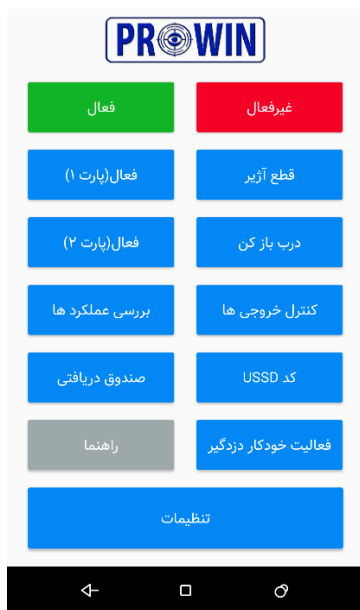 PROWIN
غیرفعال
فعال
قطع آژیر
فعال(پارت ۱)
درب باز کن
فعال(پارت ۲)
کنترل خروجی ها
بررسی عملکرد ها
کد USSD
صندوق دریافتی
فعالیت خودکار دزدگیر
راهنما
تنظیمات